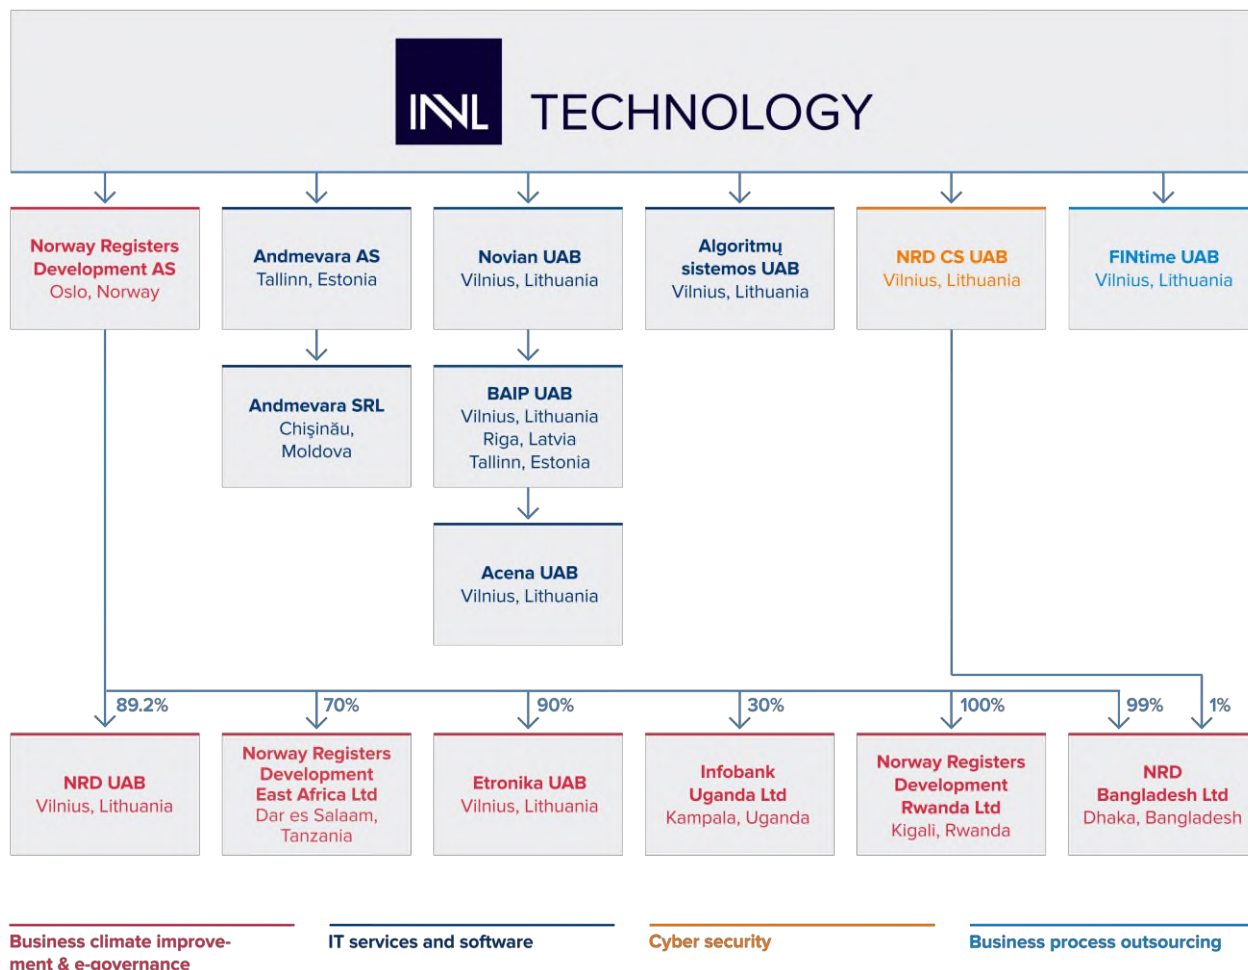 INVL TECHNOLOGY
Norway Registers
Development AS
Oslo, Norway
Andmevara AS
Tallinn, Estonia
Novian UAB
Vilnius, Lithuania
Algoritmų
sistemos UAB
Vilnius, Lithuania
NRD CS UAB
Vilnius, Lithuania
FINtime UAB
Vilnius, Lithuania
Andmevara SRL
Chişinău,
Moldova
BAIP UAB
Vilnius, Lithuania
Riga, Latvia
Tallinn, Estonia
Acena UAB
Vilnius, Lithuania
89.2%
70%
90%
30%
100%
99%
1%
NRD UAB
Vilnius, Lithuania
Norway Registers
Development
East Africa Ltd
Dar es Salaam,
Tanzania
Etronika UAB
Vilnius, Lithuania
Infobank
Uganda Ltd
Kampala, Uganda
Norway Registers
Development
Rwanda Ltd
Kigali, Rwanda
NRD
Bangladesh Ltd
Dhaka, Bangladesh
Business climate improve-
ment & e-governance
IT services and software
Cyber security
Business process outsourcing